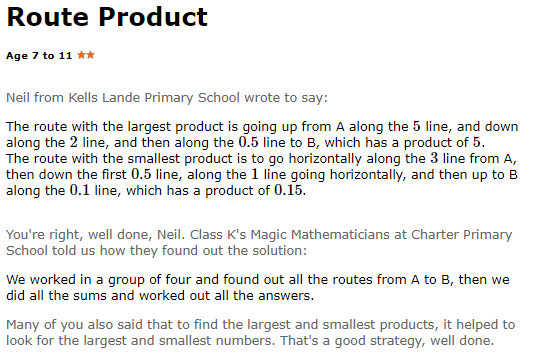 Route Product
Age 7 to 11 ★★
Neil from Kells Lande Primary School wrote to say:
The route with the largest product is going up from A along the 5 line, and down
along the 2 line, and then along the 0.5 line to B, which has a product of 5.
The route with the smallest product is to go horizontally along the 3 line from A,
then down the first 0.5 line, along the 1 line going horizontally, and then up to B
along the 0.1 line, which has a product of 0.15.
You're right, well done, Neil. Class K's Magic Mathematicians at Charter Primary
School told us how they found out the solution:
We worked in a group of four and found out all the routes from A to B, then we
did all the sums and worked out all the answers.
Many of you also said that to find the largest and smallest products, it helped to
look for the largest and smallest numbers. That's a good strategy, well done.